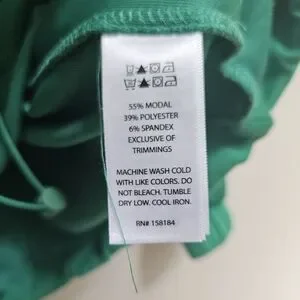 55% MODAL
39% POLYESTER
6% SPANDEX
EXCLUSIVE OF
TRIMMINGS
MACHINE WASH COLD
WITH LIKE COLORS. DO
NOT BLEACH. TUMBLE
DRY LOW. COOL IRON.
RN# 158184